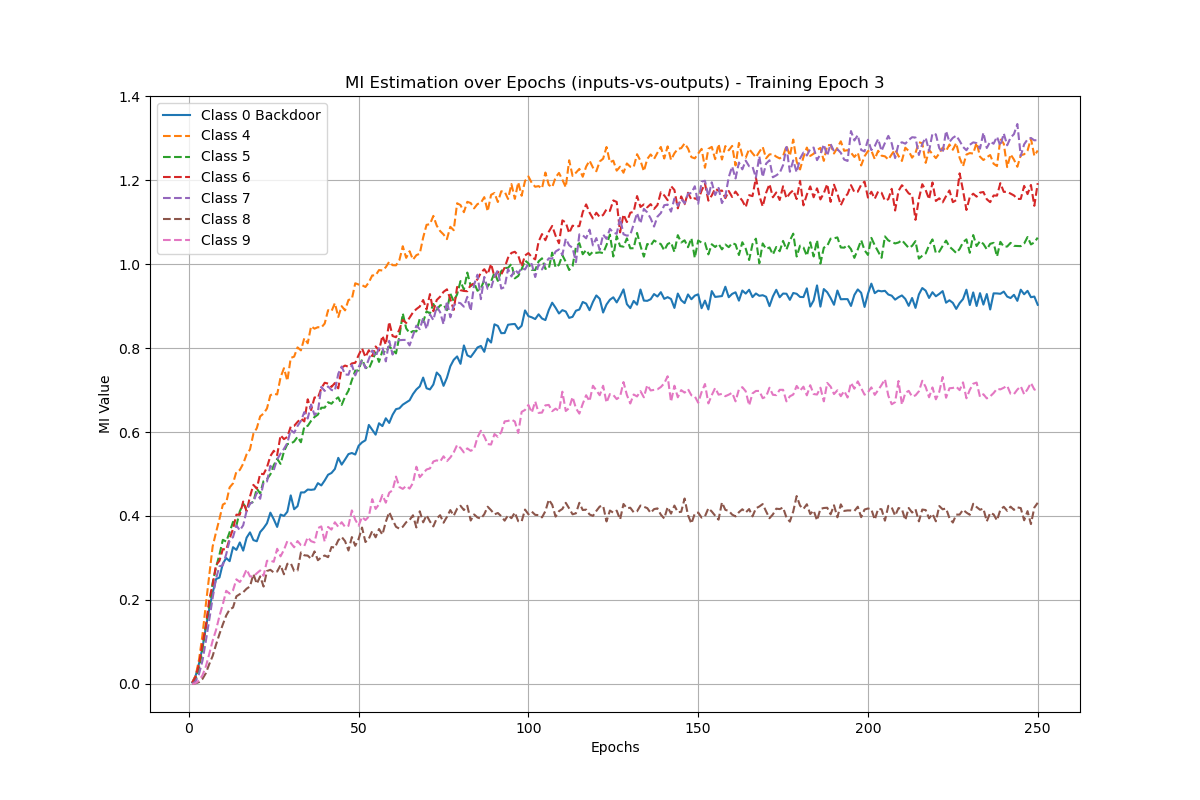 MI Estimation over Epochs (inputs-vs-outputs) - Training Epoch 3
1.4
1.2
1.0
0.8
0.6
0.4
0.2
0.0
MI Value
Class 0 Backdoor
Class 4
Class 5
Class 6
Class 7
Class 8
Class 9
0
50
100
150
200
250
Epochs